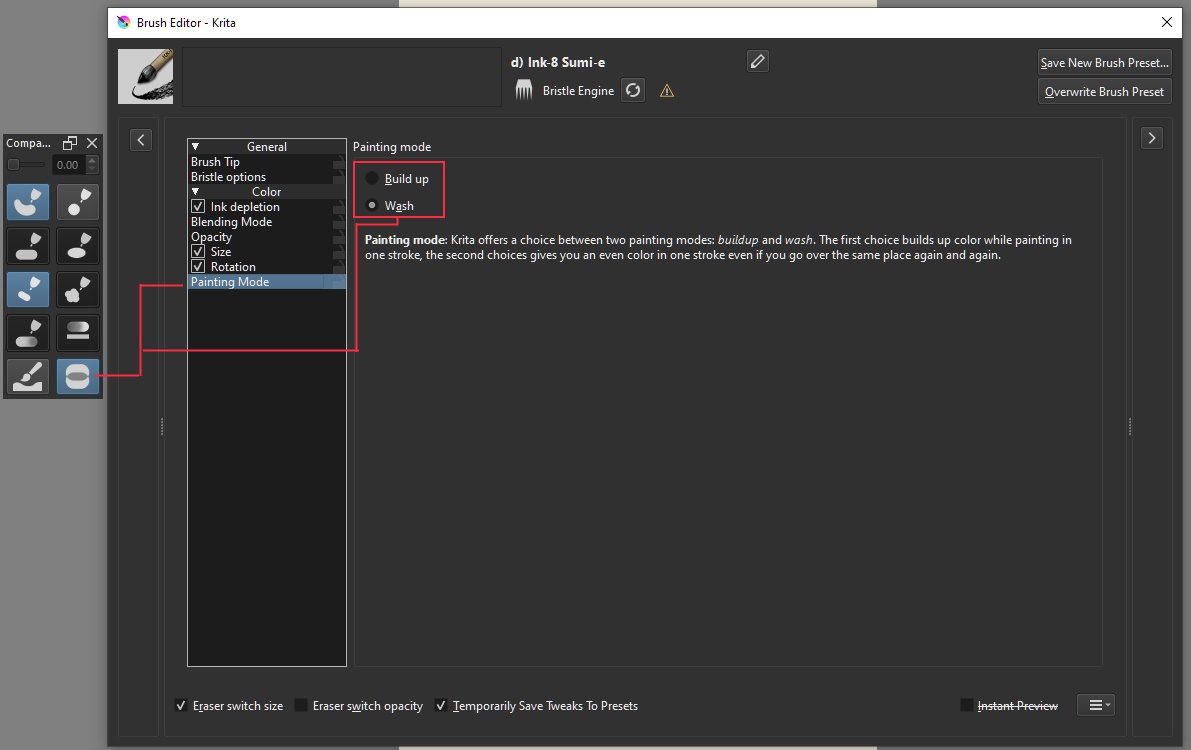 Brush Editor - Krita
d) Ink-8 Sumi-e
Save New Brush Preset...
Bristle Engine
Overwrite Brush Preset
Compa...
0.00
General
Brush Tip
Bristle options
Color
Ink depletion
Blending Mode
Opacity
Size
Rotation
Painting Mode
Painting mode
Build up
Wash
Painting mode: Krita offers a choice between two painting modes: buildup and wash. The first choice builds up color while painting in
one stroke, the second choices gives you an even color in one stroke even if you go over the same place again and again.
Eraser switch size Eraser switch opacity Temporarily Save Tweaks To Presets Instant Preview